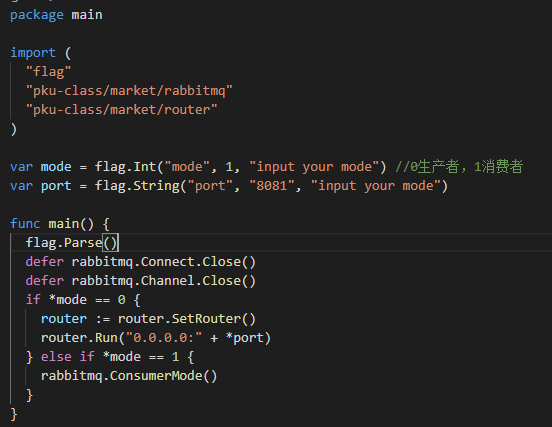 package main
import (
"flag"
"pku-class/market/rabbitmq"
"pku-class/market/router"
)
var mode = flag.Int("mode", 1, "input your mode") //0生产者，1消费者
var port = flag.String("port", "8081", "input your mode")
func main() {
flag.Parse()
defer rabbitmq.Connect.Close()
defer rabbitmq.Channel.Close()
if *mode == 0 {
router := router.SetRouter()
router.Run("0.0.0.0:" + *port)
} else if *mode == 1 {
rabbitmq.ConsumerMode()
}
}